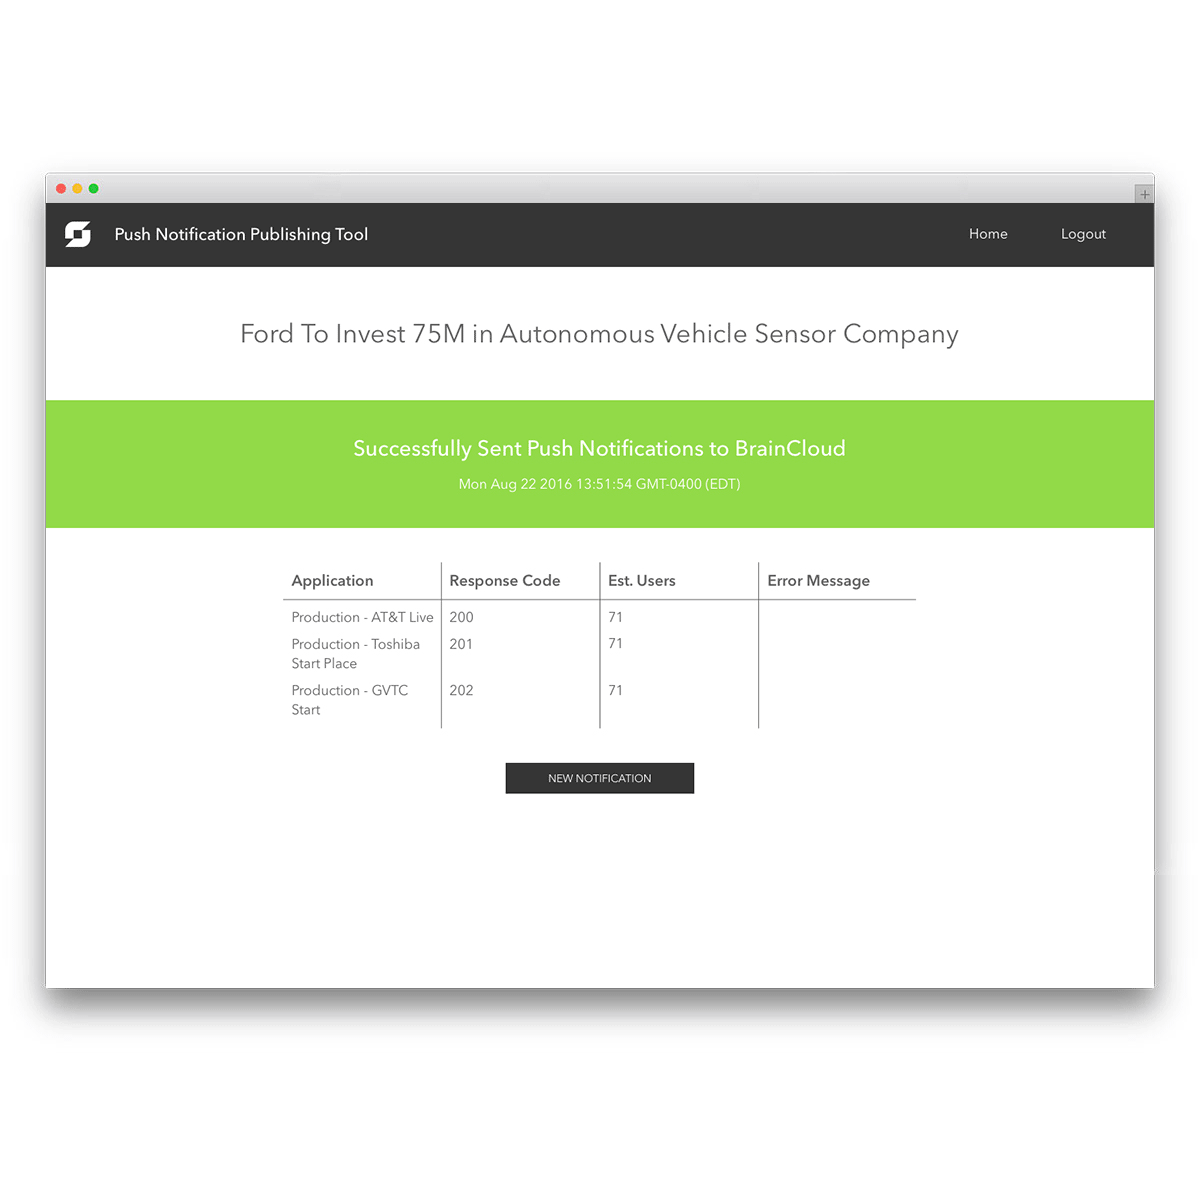 Push Notification Publishing Tool
Home
Logout
Ford To Invest 75M in Autonomous Vehicle Sensor Company
Successfully Sent Push Notifications to BrainCloud
Mon Aug 22 2016 13:51:54 GMT-0400 (EDT)
Application Response Code Est. Users Error Message
Production - AT&T Live 200 71
Production - Toshiba 201 71
Start Place
Production - GVTC 202 71
Start
NEW NOTIFICATION